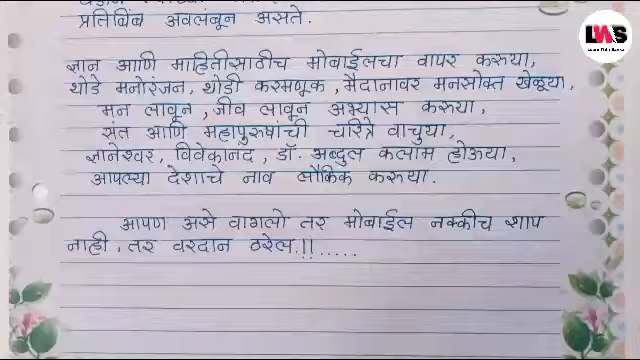 प्रतिबिंब अवलंबून असते.
ज्ञान आणि माहितीसाठीच मोबाईलचा वापर करुया,
थोडे मनोरंजन, थोडी करमणूक, मैदानावर मनसोक्त खेळूया,
मन लावून, जीव लावून अभ्यास करुया,
संत आणि महापुरुषांची चरित्रे वाचुया,
ज्ञानेश्वर, विवेकानंद, डॉ. अब्दुल कलाम होऊया,
आपल्या देशाचे नाव लौकिक करुया.
आपण असे वागलो तर मोबाईल नक्कीच शाप
नाही, तर वरदान ठरेल.!!.....
LMS